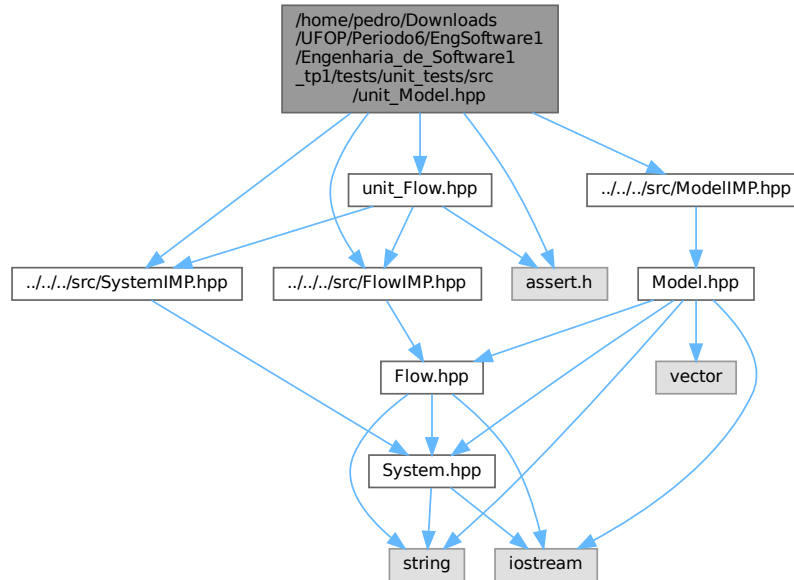 /home/pedro/Downloads
/UFOP/Periodo6/EngSoftware1
/Engenharia_de_Software1
_tp1/tests/unit_tests/src
/unit_Model.hpp
unit_Flow.hpp
../../../src/ModelIMP.hpp
../../../src/SystemIMP.hpp
../../../src/FlowIMP.hpp
assert.h
Model.hpp
Flow.hpp
vector
System.hpp
string
iostream